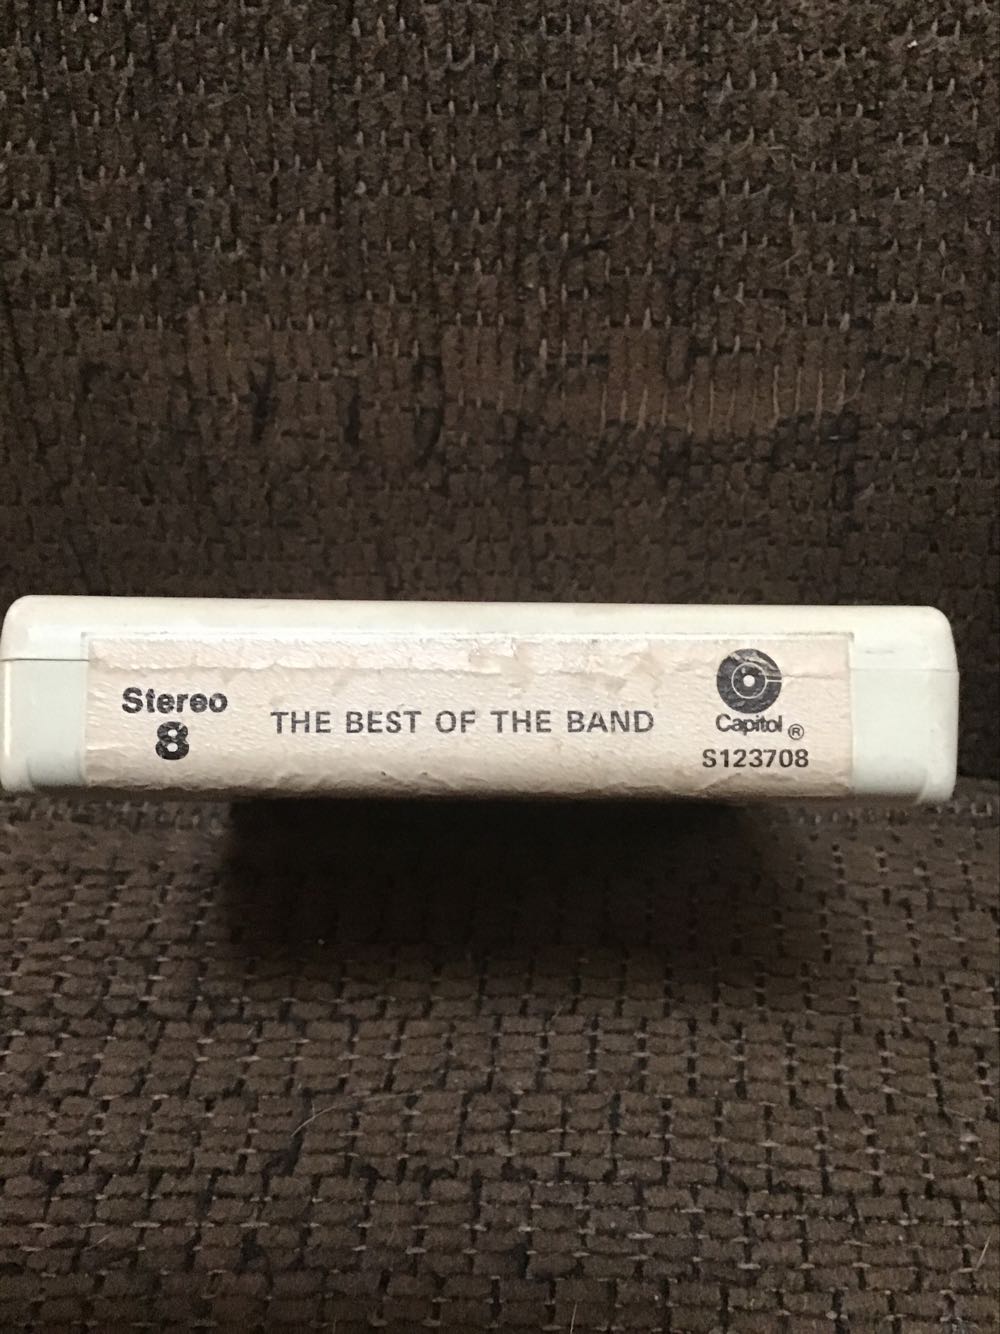 Stereo
8
THE BEST OF THE BAND
Capitol ®
S123708